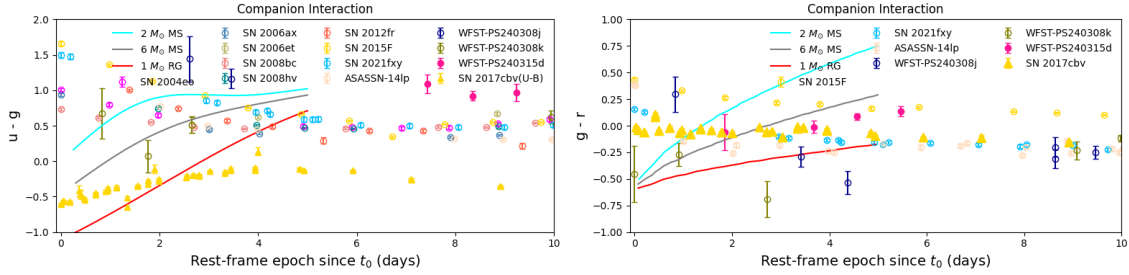 Companion Interaction
u - g
2.0
1.5
1.0
0.5
0.0
−0.5
−1.0
2 M⊙ MS
6 M⊙ MS
1 M⊙ RG
SN 2004eo
SN 2006ax
SN 2006et
SN 2008bc
SN 2008hv
SN 2012fr
SN 2015F
SN 2021fxy
ASASSN-14lp
WFST-PS240308j
WFST-PS240308k
WFST-PS240315d
SN 2017cbv(U-B)
0 2 4 6 8 10
Rest-frame epoch since t₀ (days)
Companion Interaction
g - r
1.00
0.75
0.50
0.25
0.00
−0.25
−0.50
−0.75
−1.00
2 M⊙ MS
6 M⊙ MS
1 M⊙ RG
SN 2015F
SN 2021fxy
ASASSN-14lp
WFST-PS240308j
WFST-PS240308k
WFST-PS240315d
SN 2017cbv
0 2 4 6 8 10
Rest-frame epoch since t₀ (days)